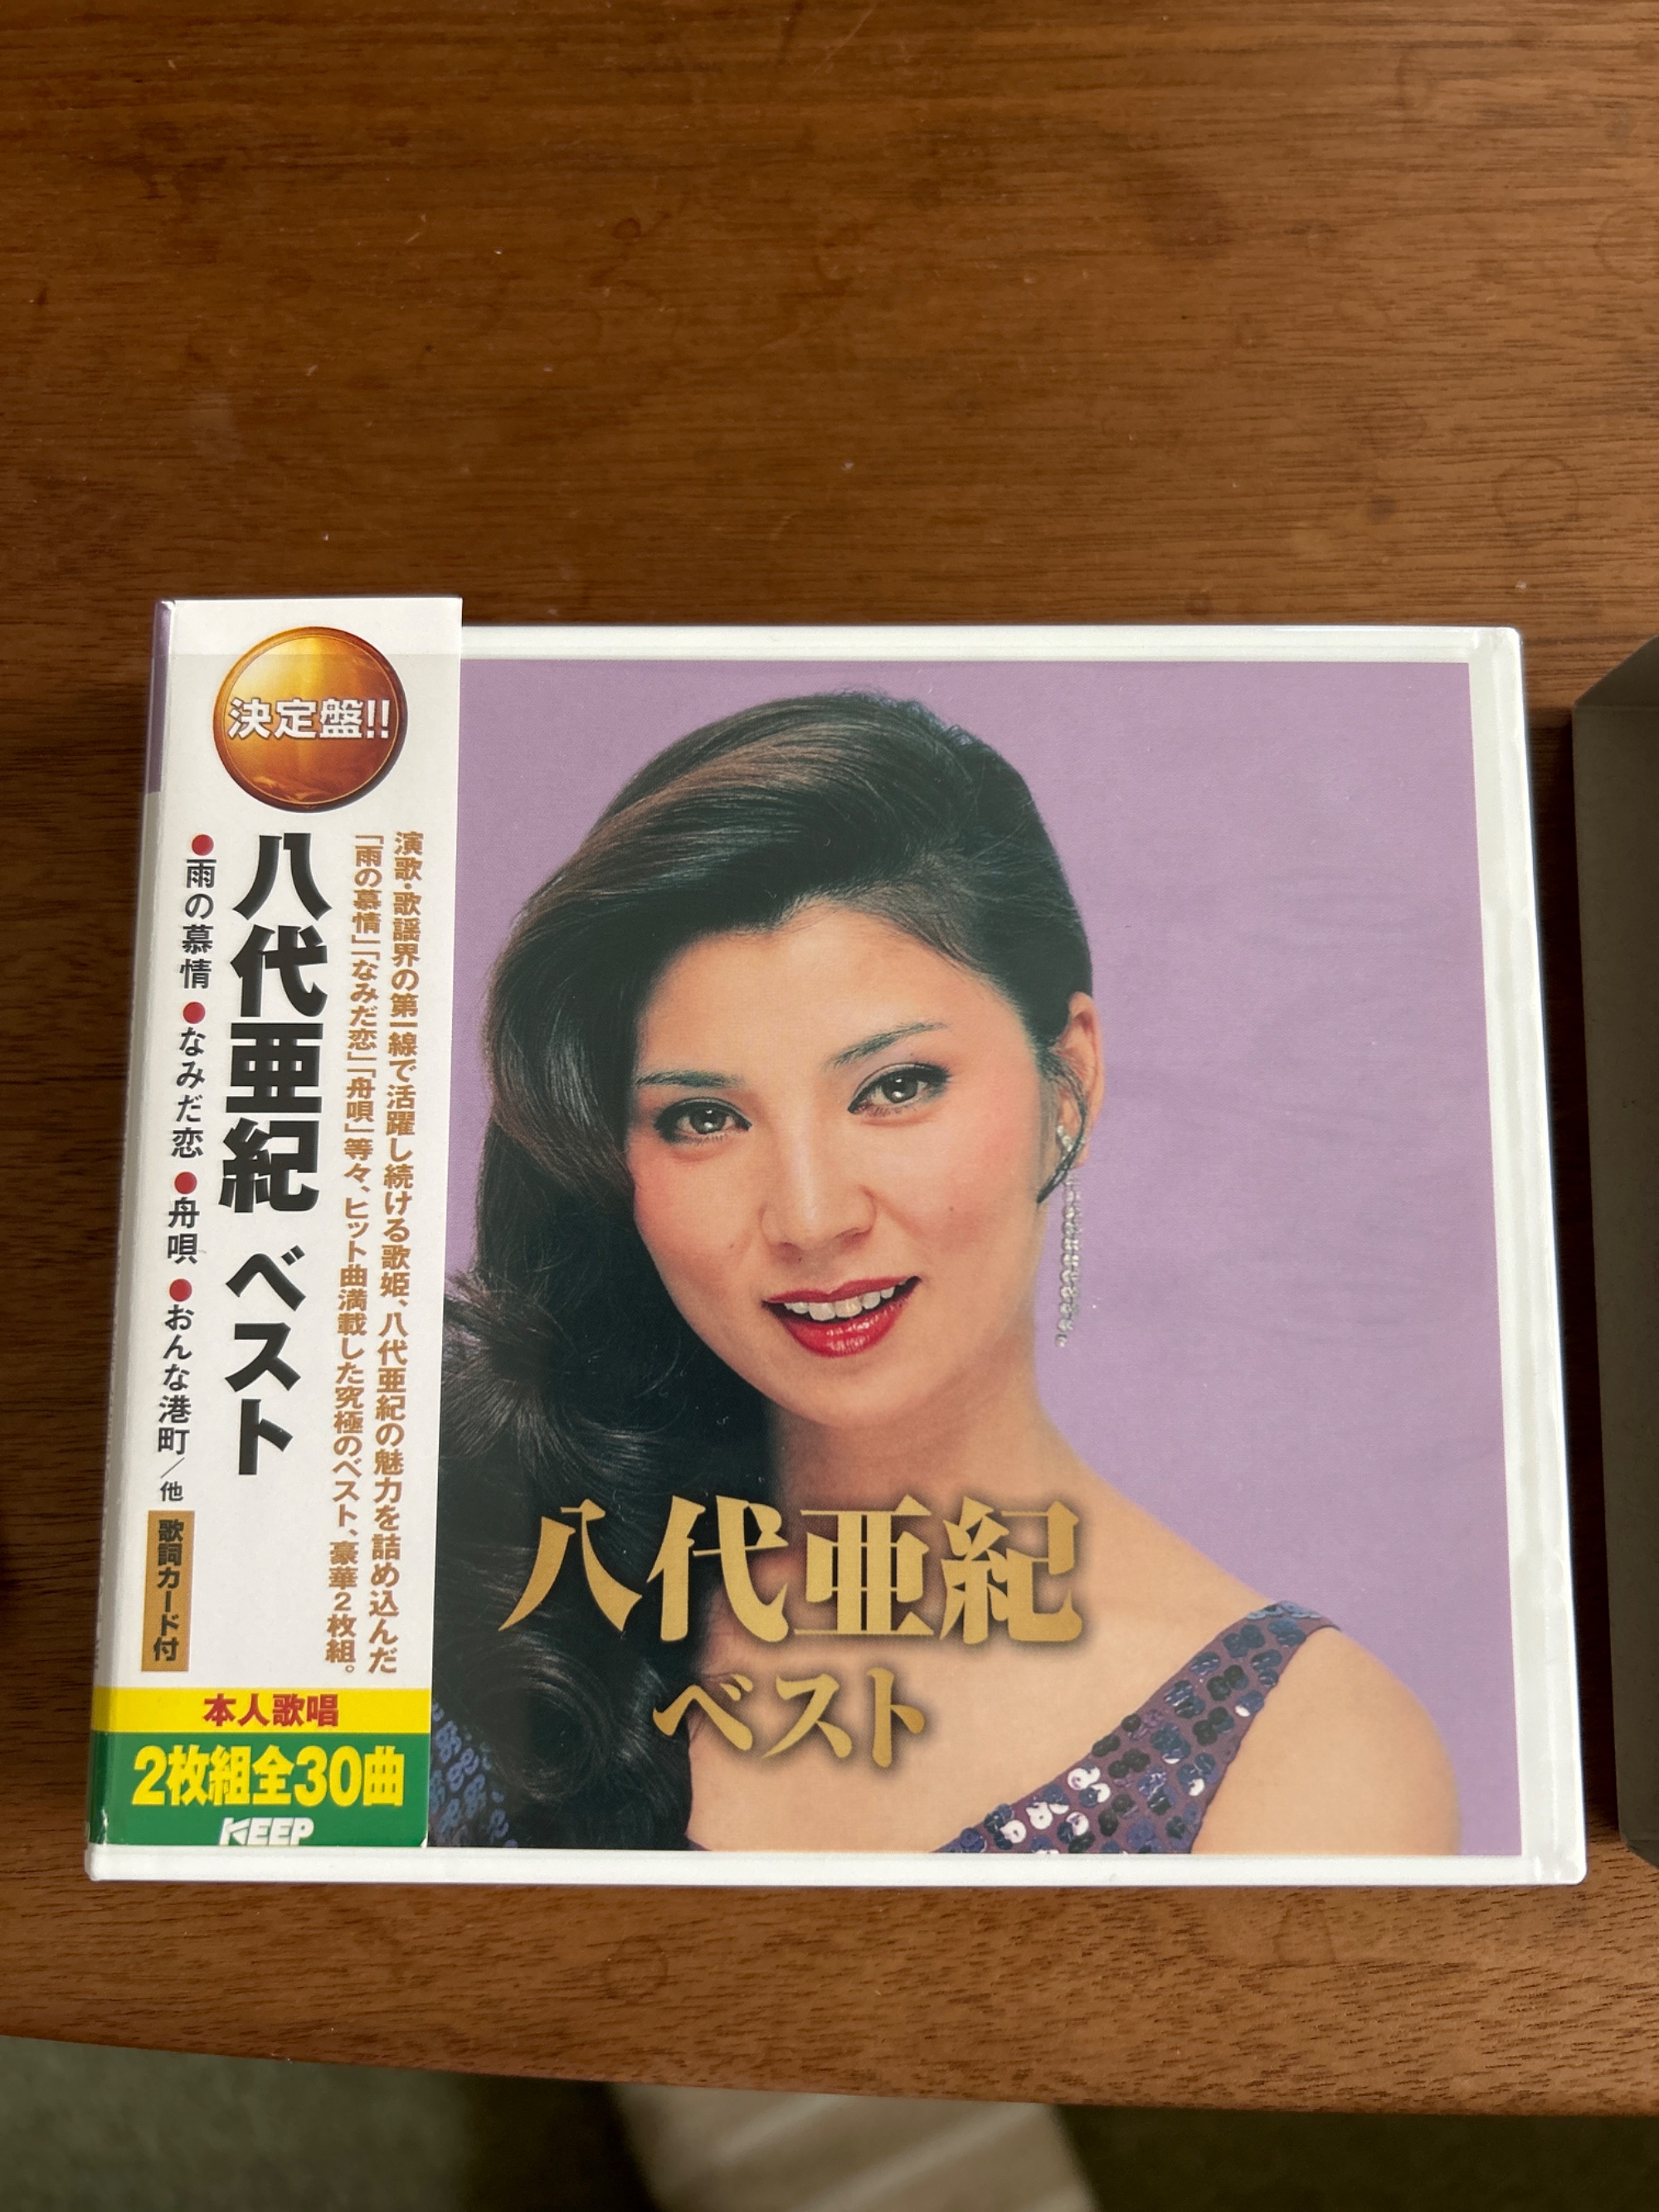 決定盤!!
演歌・歌謡界の第一線で活躍し続ける歌姫、八代亜紀の魅力を詰め込んだ
「雨の慕情」「なみだ恋」「舟唄」等々、ヒット曲満載した究極のベスト、豪華2枚組。
八代亜紀 ベスト
●雨の慕情 ●なみだ恋 ●舟唄 ●おんな港町/他
歌詞カード付
本人歌唱
2枚組全30曲
KEEP
八代亜紀
ベスト